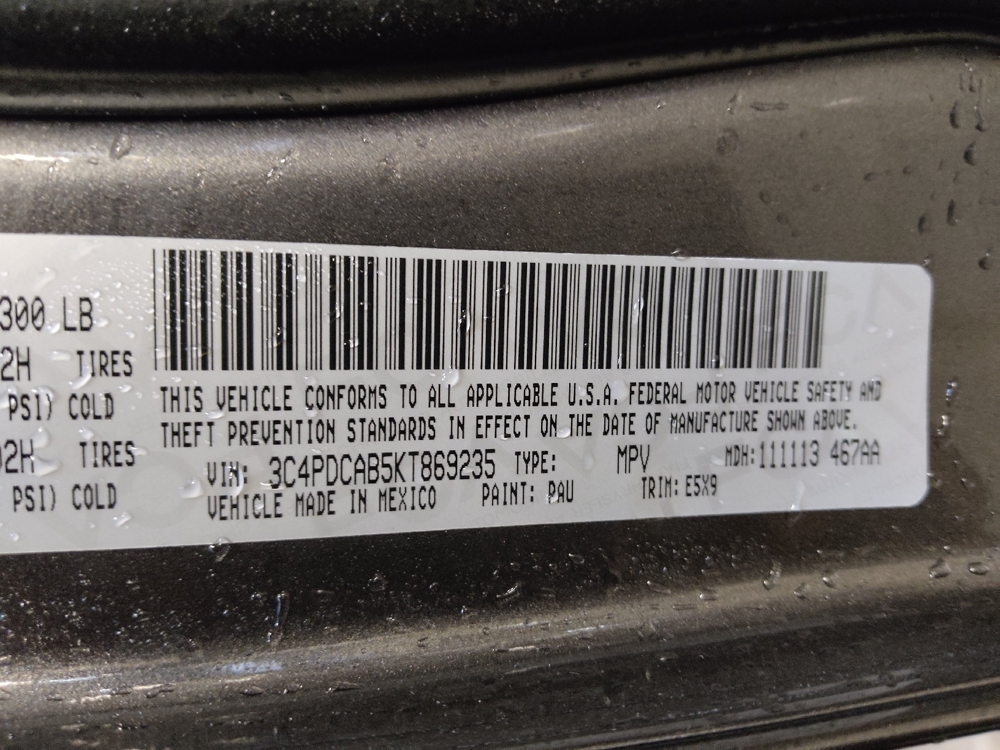 300 LB
2H TIRES
PSI) COLD
02H TIRES
PSI) COLD
THIS VEHICLE CONFORMS TO ALL APPLICABLE U.S.A. FEDERAL MOTOR VEHICLE SAFETY AND
THEFT PREVENTION STANDARDS IN EFFECT ON THE DATE OF MANUFACTURE SHOWN ABOVE.
VIN: 3C4PDCAB5KT869235 TYPE: MPV MDH:111113 467AA
VEHICLE MADE IN MEXICO PAINT: PAU TRIM: E5X9